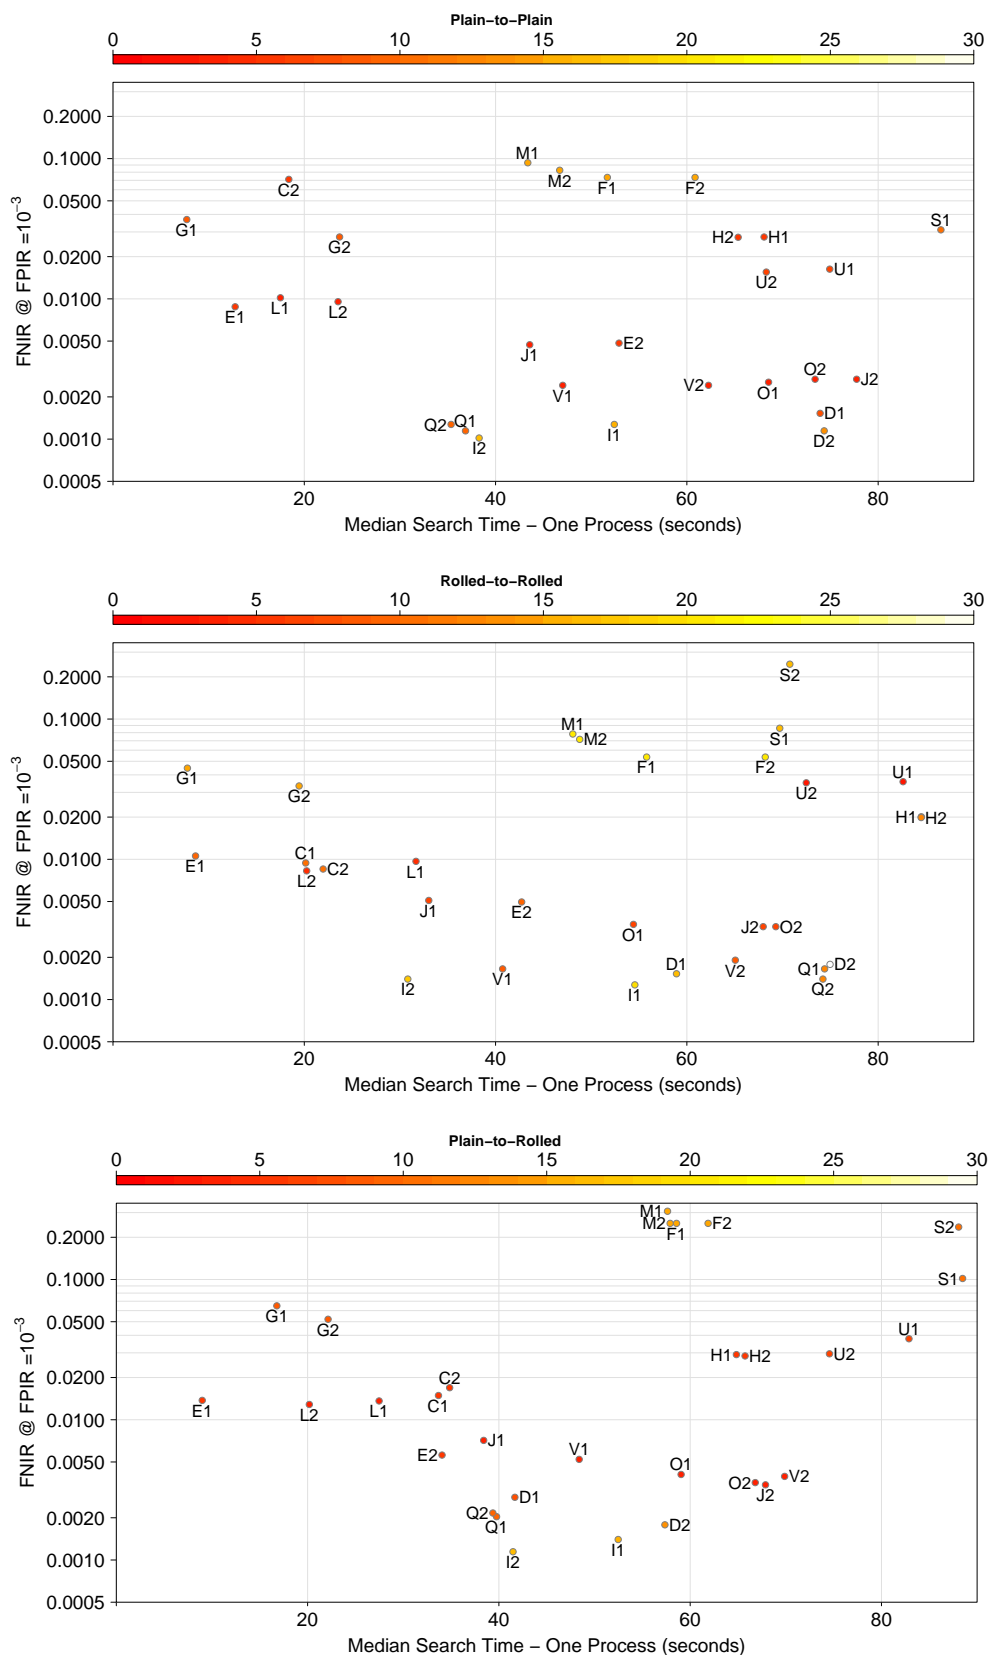 Plain−to−Plain
0 5 10 15 20 25 30
0.2000
0.1000
0.0500
0.0200
0.0100
0.0050
0.0020
0.0010
0.0005
FNIR @ FPIR =10−3
M1
M2 F1 F2
C2
S1
G1
G2 H2 H1
U2 U1
E1 L1 L2
J1 E2
V1 V2 O1 O2 J2
Q2 Q1 I2 I1 D1
D2
20 40 60 80
Median Search Time − One Process (seconds)
Rolled−to−Rolled
0 5 10 15 20 25 30
0.2000
0.1000
0.0500
0.0200
0.0100
0.0050
0.0020
0.0010
0.0005
FNIR @ FPIR =10−3
S2
M1 M2 S1
F1 F2
G1 U1
G2 U2
H1 H2
E1 C1 C2 L1
L2
J1 E2
O1 J2 O2
I2 V1 D1 V2 Q1 D2
I1 Q2
20 40 60 80
Median Search Time − One Process (seconds)
Plain−to−Rolled
0 5 10 15 20 25 30
0.2000
0.1000
0.0500
0.0200
0.0100
0.0050
0.0020
0.0010
0.0005
FNIR @ FPIR =10−3
M1
M2 F1 F2 S2
S1
G1 G2
U1
H1 H2 U2
C2
E1 L2 L1 C1
J1
E2 V1 O1
O2 J2 V2
D1
Q2 Q1 D2
I2 I1
20 40 60 80
Median Search Time − One Process (seconds)